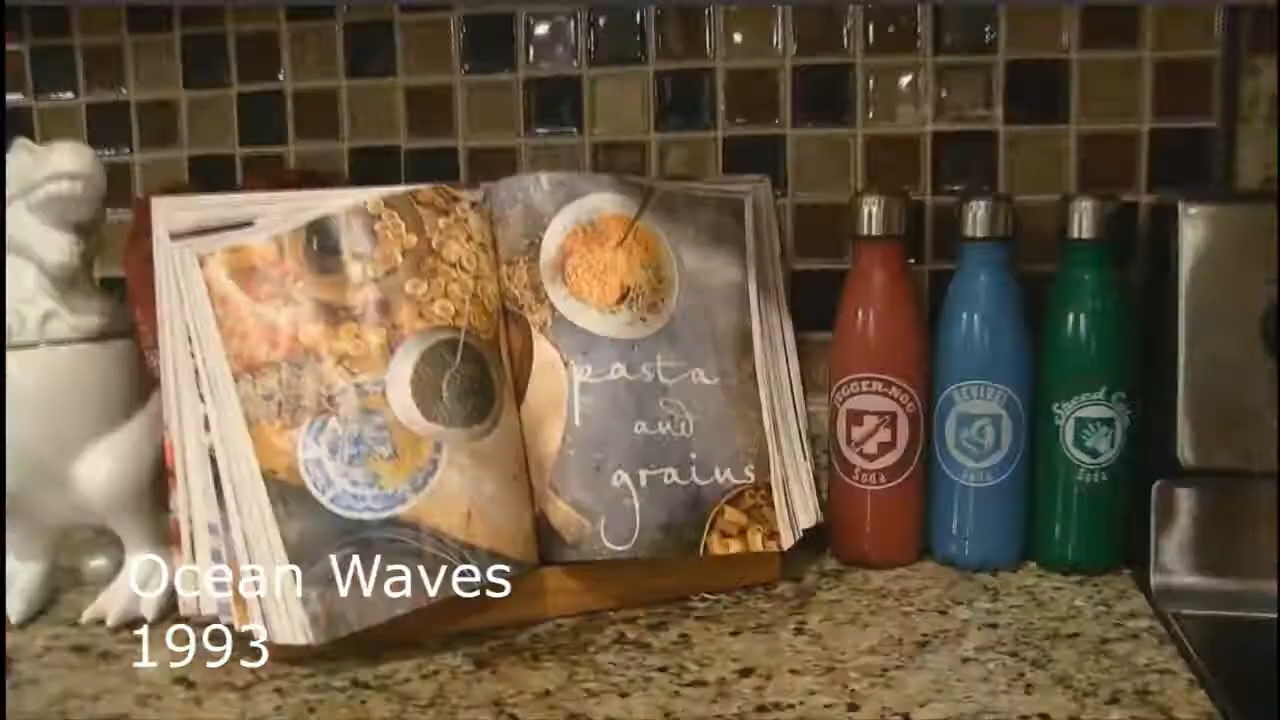 pasta
and
grains
JUGGER-NOG
Soda
REVIVE
Soda
Speed Cola
Soda
Ocean Waves
1993